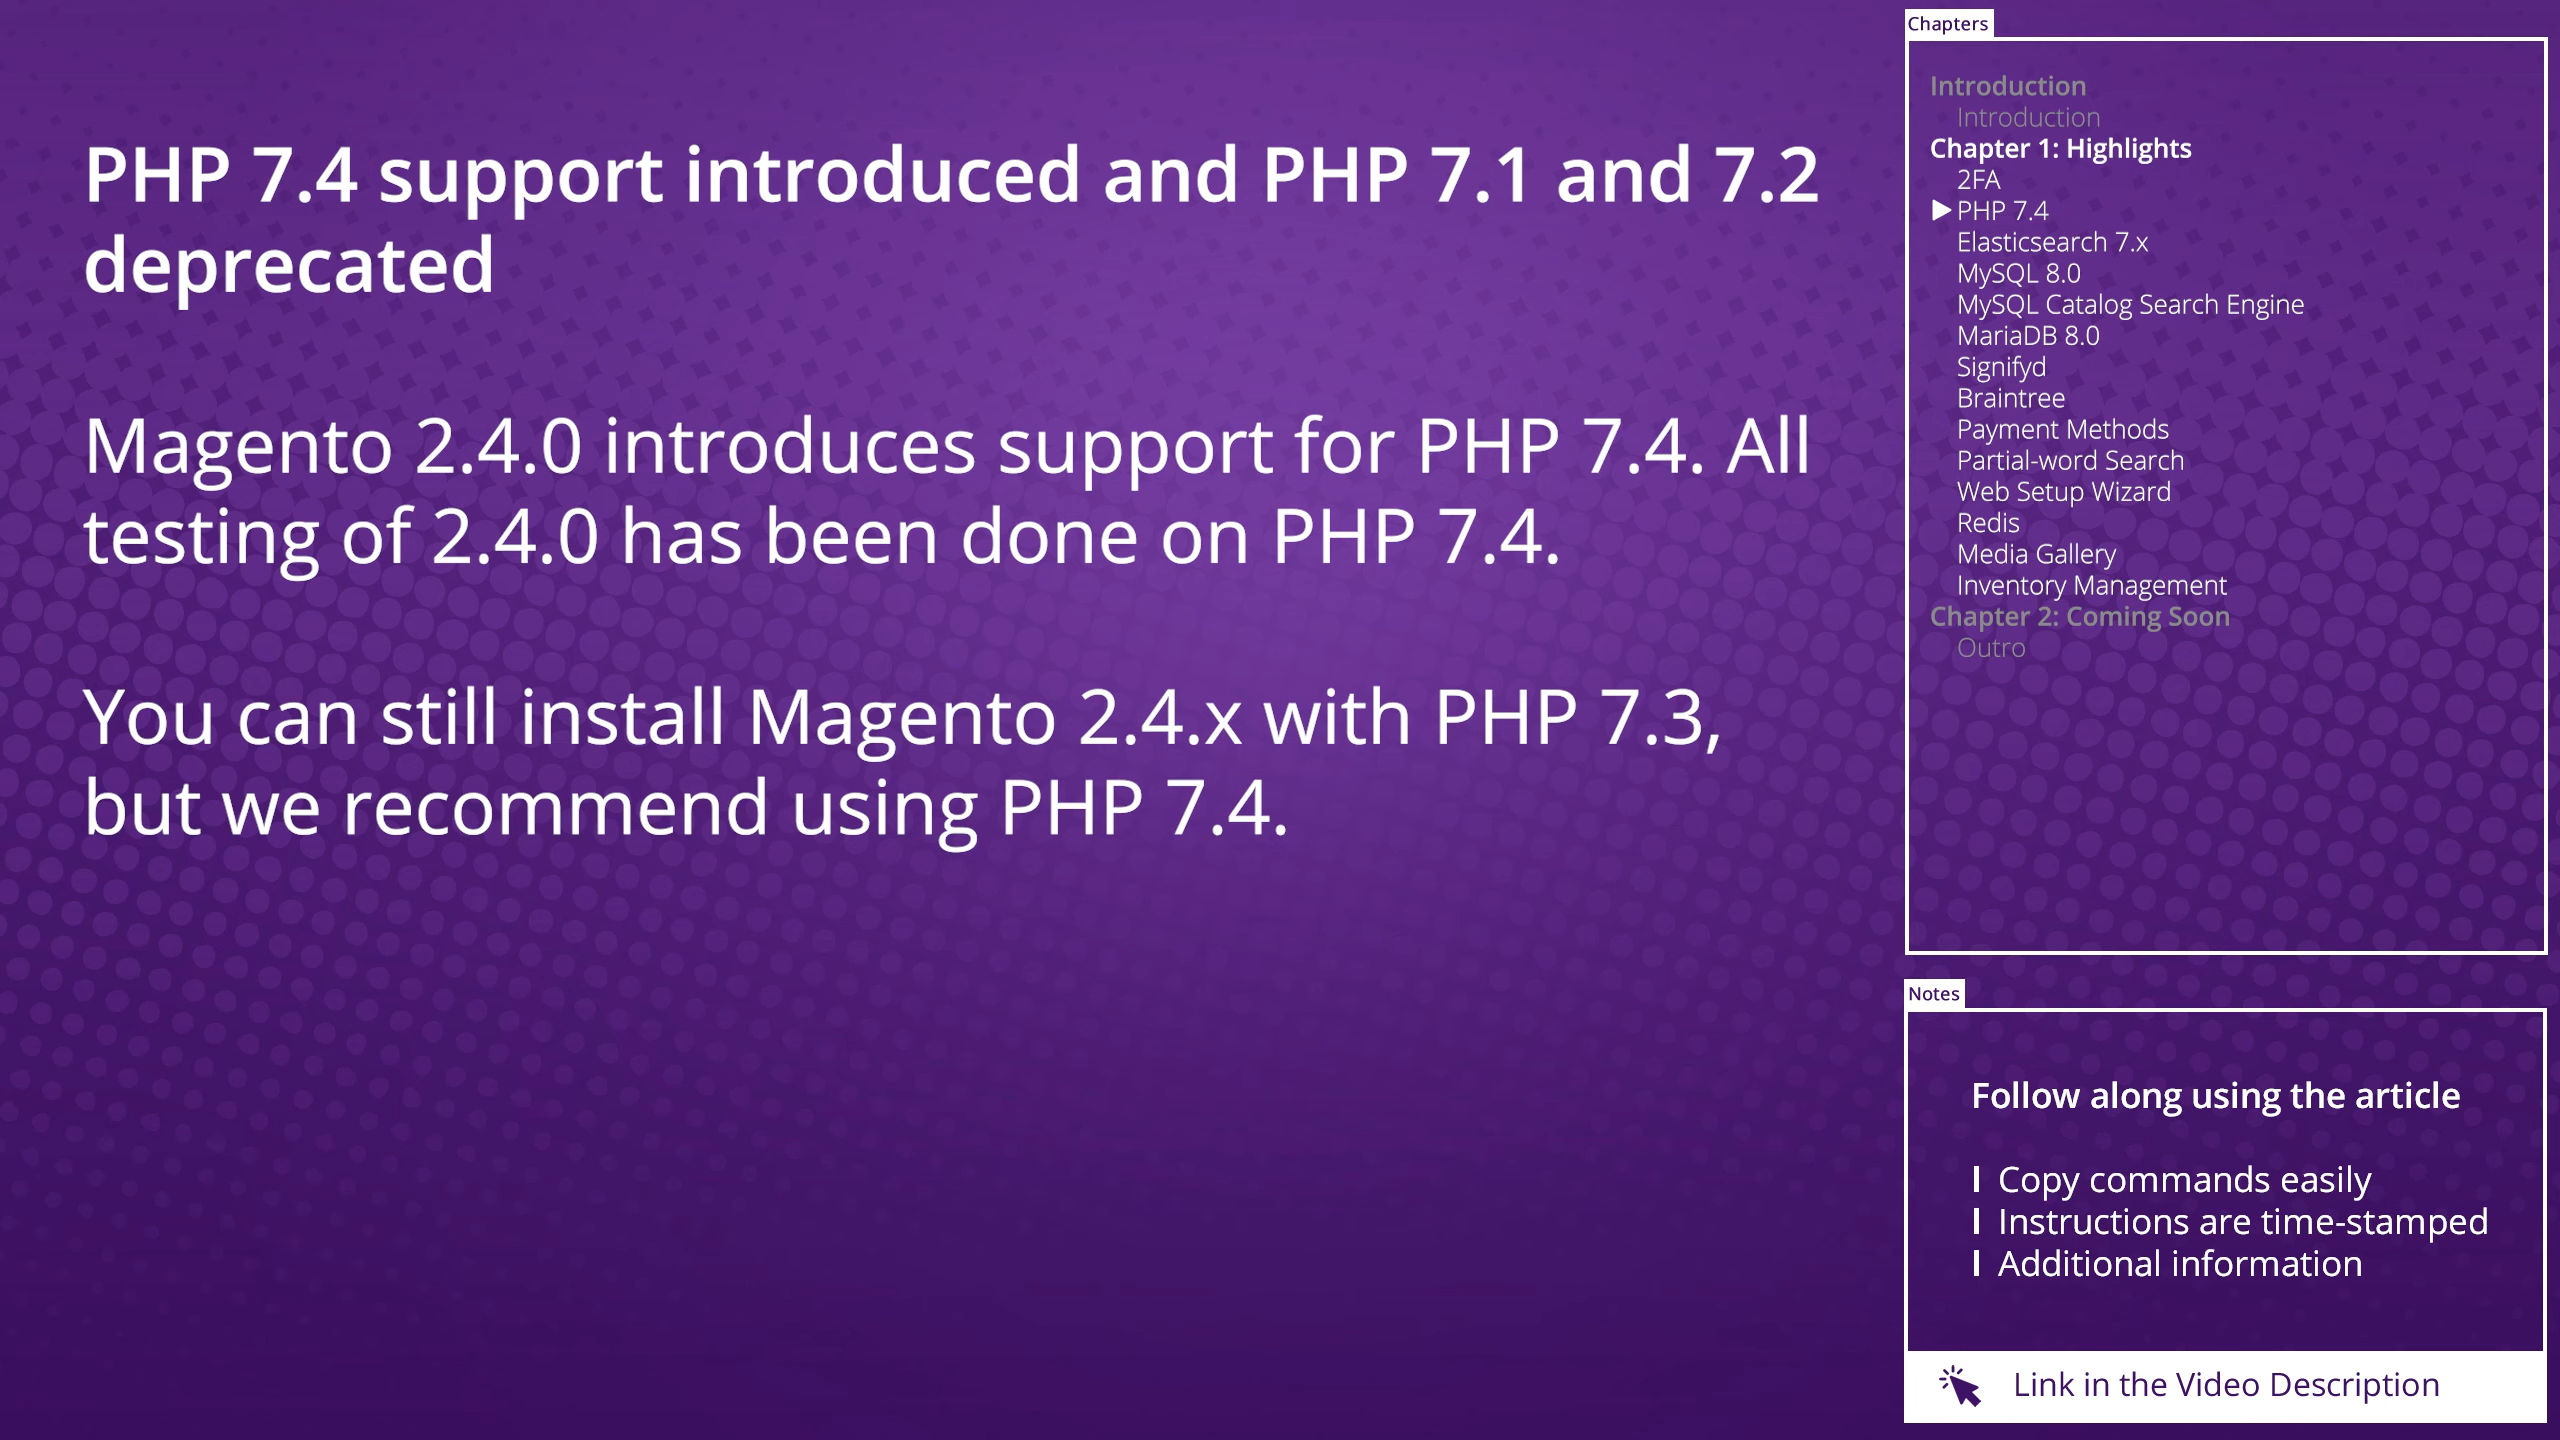 PHP 7.4 support introduced and PHP 7.1 and 7.2
deprecated
Magento 2.4.0 introduces support for PHP 7.4. All
testing of 2.4.0 has been done on PHP 7.4.
You can still install Magento 2.4.x with PHP 7.3,
but we recommend using PHP 7.4.
Chapters
Introduction
Introduction
Chapter 1: Highlights
2FA
PHP 7.4
Elasticsearch 7.x
MySQL 8.0
MySQL Catalog Search Engine
MariaDB 8.0
Signifyd
Braintree
Payment Methods
Partial-word Search
Web Setup Wizard
Redis
Media Gallery
Inventory Management
Chapter 2: Coming Soon
Outro
Notes
Follow along using the article
Copy commands easily
Instructions are time-stamped
Additional information
Link in the Video Description